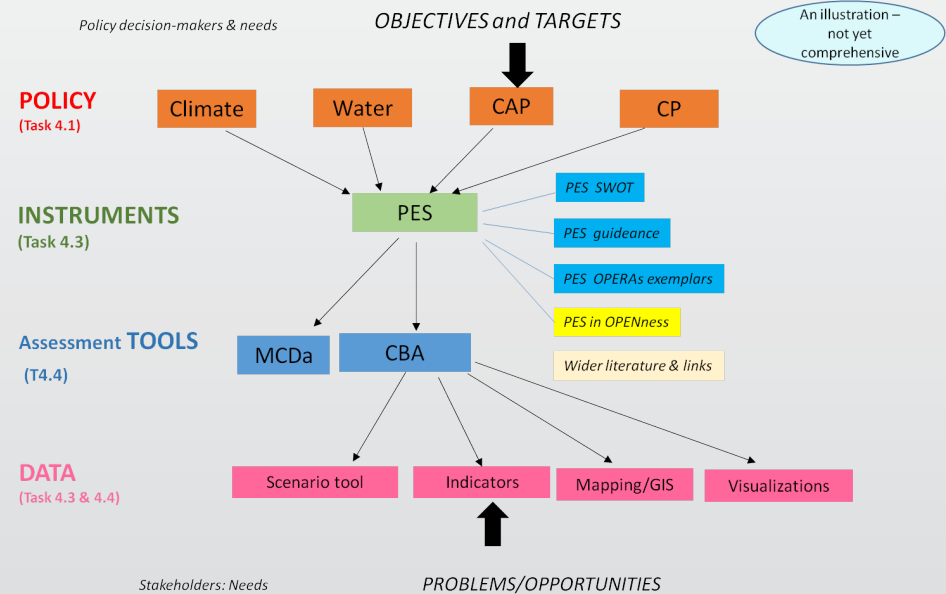 Policy decision-makers & needs
OBJECTIVES and TARGETS
An illustration –
not yet
comprehensive
POLICY
(Task 4.1)
Climate
Water
CAP
CP
INSTRUMENTS
(Task 4.3)
PES
PES SWOT
PES guideance
PES OPERAs exemplars
PES in OPENness
Wider literature & links
Assessment TOOLS
(T4.4)
MCDa
CBA
DATA
(Task 4.3 & 4.4)
Scenario tool
Indicators
Mapping/GIS
Visualizations
Stakeholders: Needs
PROBLEMS/OPPORTUNITIES